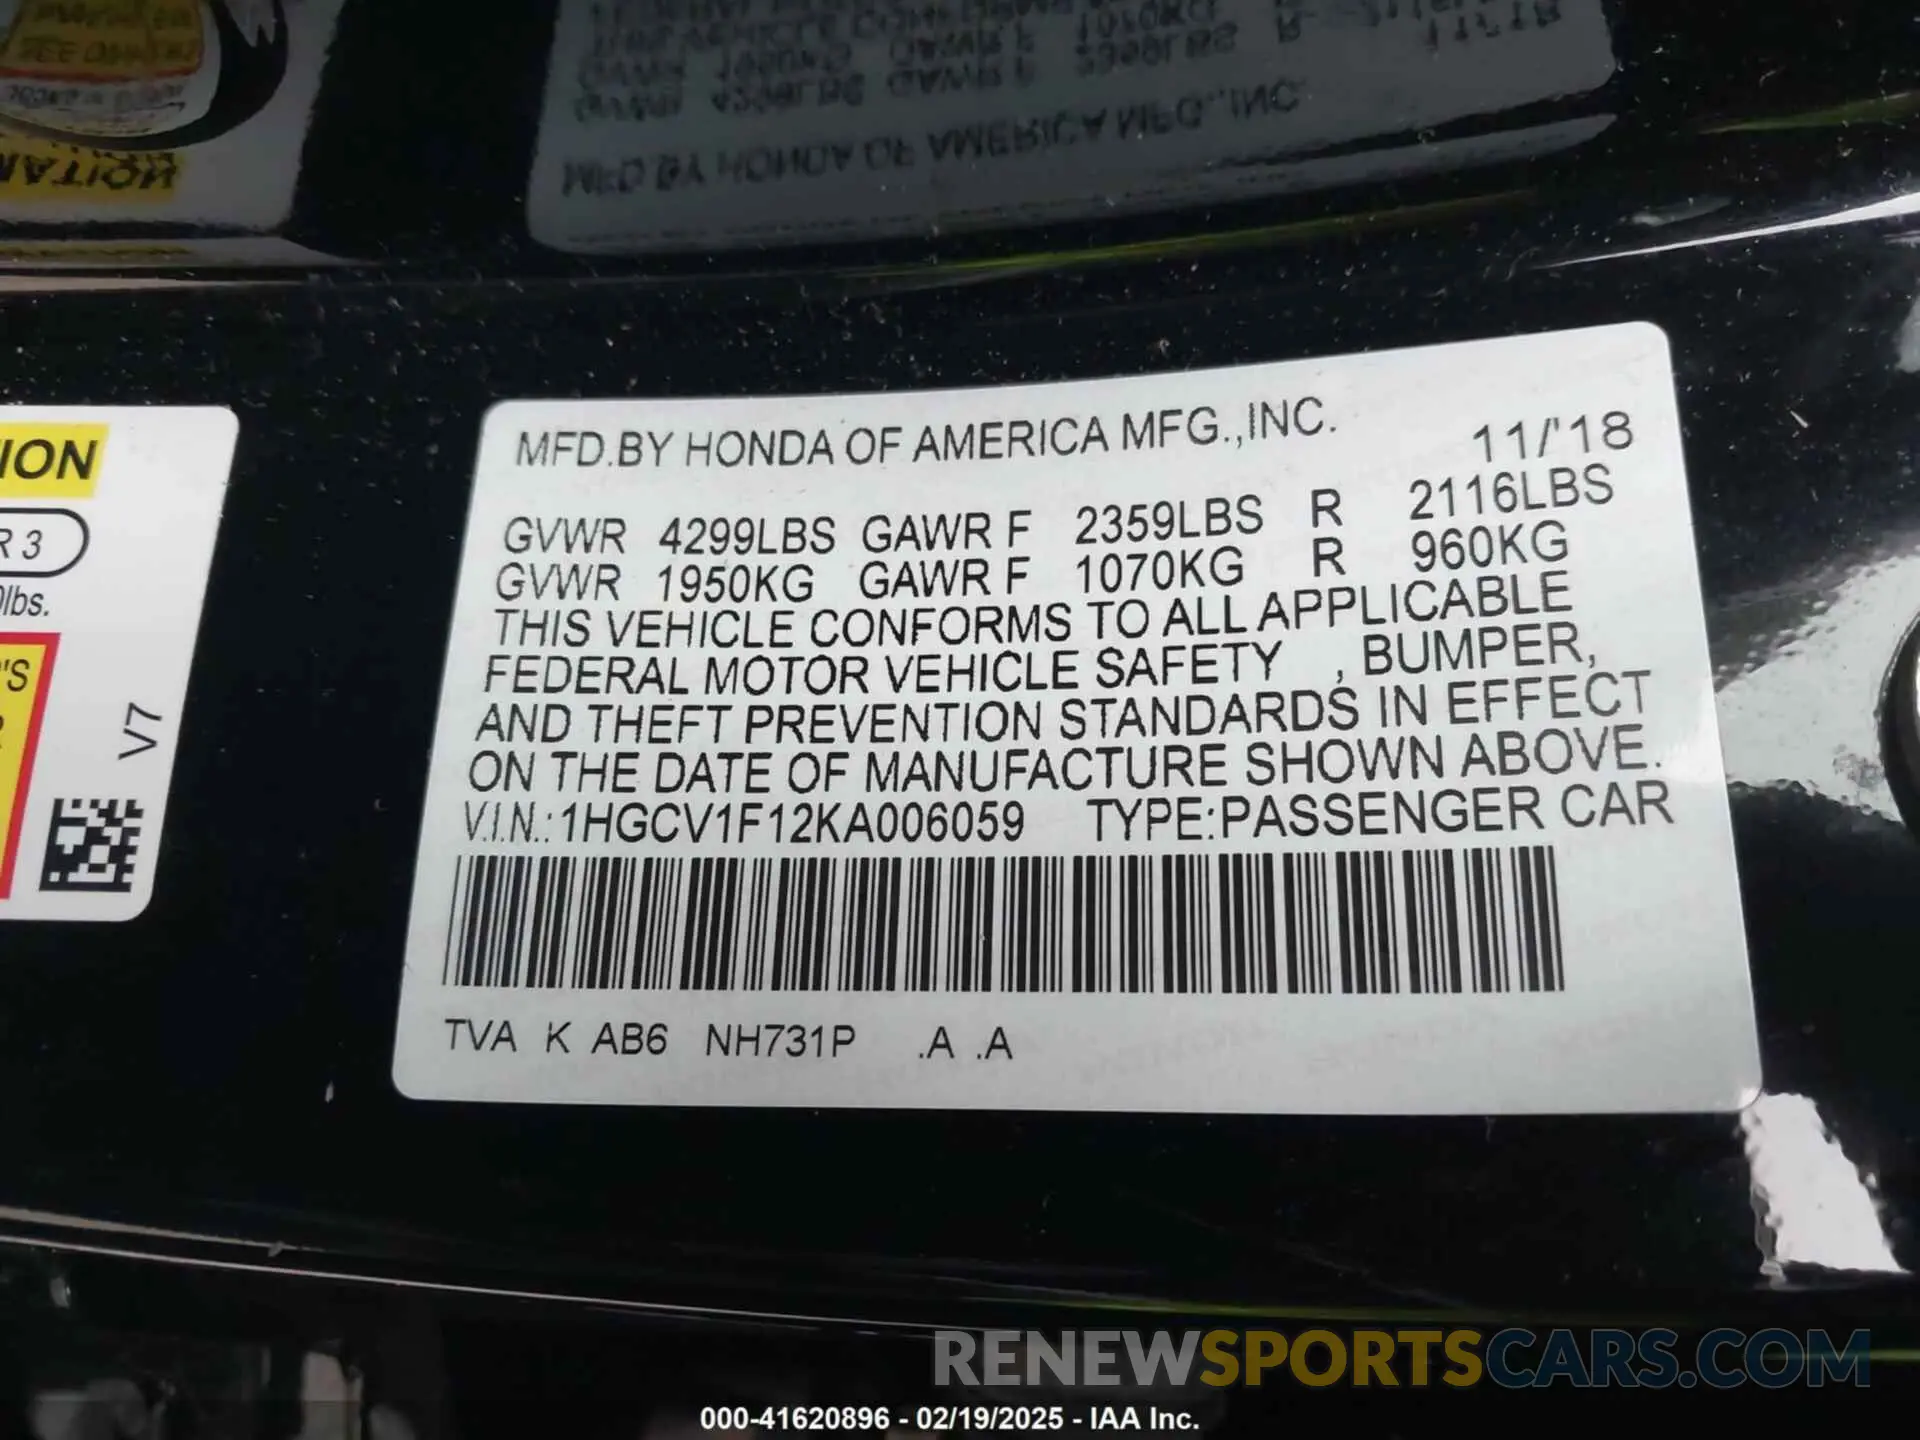 MFD.BY HONDA OF AMERICA MFG.,INC. 11/'18
GVWR 4299LBS GAWR F 2359LBS R 2116LBS
GVWR 1950KG GAWR F 1070KG R 960KG
THIS VEHICLE CONFORMS TO ALL APPLICABLE
FEDERAL MOTOR VEHICLE SAFETY , BUMPER,
AND THEFT PREVENTION STANDARDS IN EFFECT
ON THE DATE OF MANUFACTURE SHOWN ABOVE.
V.I.N.: 1HGCV1F12KA006059 TYPE:PASSENGER CAR
TVA K AB6 NH731P .A .A
ION
R 3
lbs.
'S
R
V7
RENEWSPORTSCARS.COM
000-41620896 - 02/19/2025 - IAA Inc.